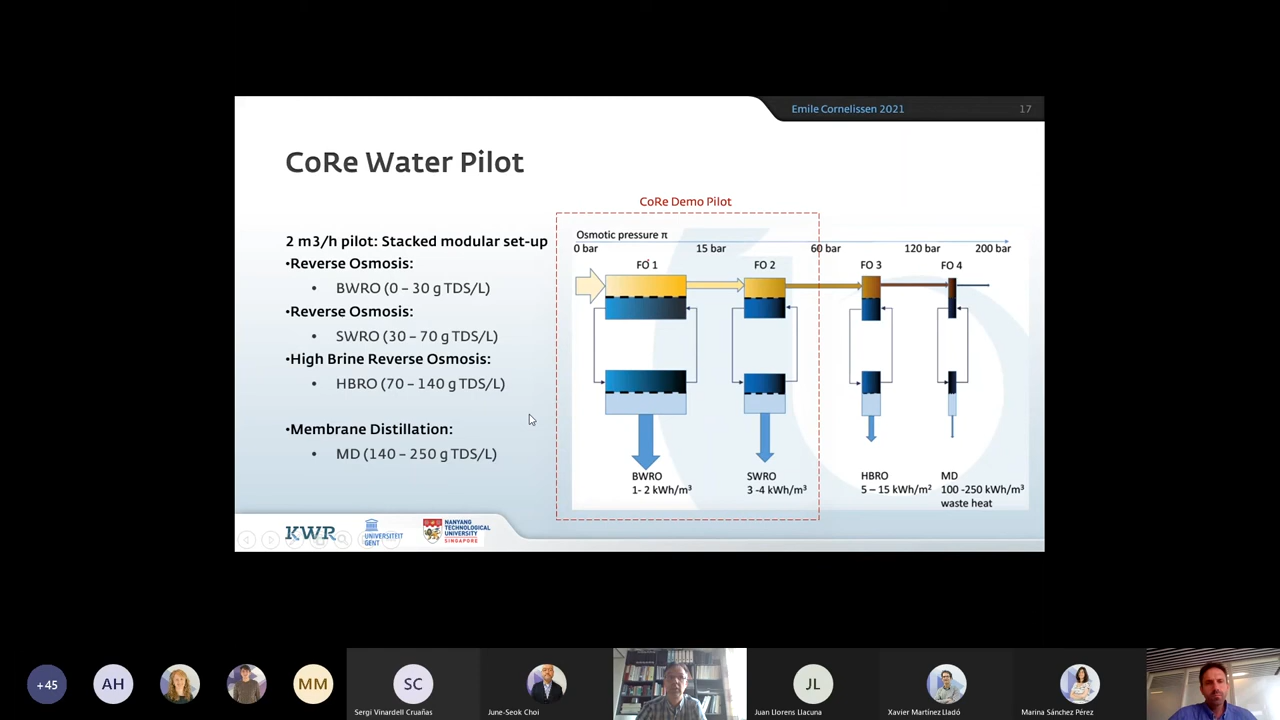 Emile Cornelissen 2021
17
CoRe Water Pilot
2 m3/h pilot: Stacked modular set-up
•Reverse Osmosis:
• BWRO (0 – 30 g TDS/L)
•Reverse Osmosis:
• SWRO (30 – 70 g TDS/L)
•High Brine Reverse Osmosis:
• HBRO (70 – 140 g TDS/L)
•Membrane Distillation:
• MD (140 – 250 g TDS/L)
CoRe Demo Pilot
Osmotic pressure π
0 bar 15 bar 60 bar 120 bar 200 bar
FO 1 FO 2 FO 3 FO 4
BWRO
1- 2 kWh/m³
SWRO
3 -4 kWh/m³
HBRO
5 – 15 kWh/m²
MD
100 -250 kWh/m³
waste heat
KWR
UNIVERSITEIT
GENT
NANYANG
TECHNOLOGICAL
UNIVERSITY
SINGAPORE
+45
AH
MM
SC
JL
Sergi Vinardell Cruañas
June-Seok Choi
Juan Llorens Llacuna
Xavier Martínez Lladó
Marina Sánchez Pérez